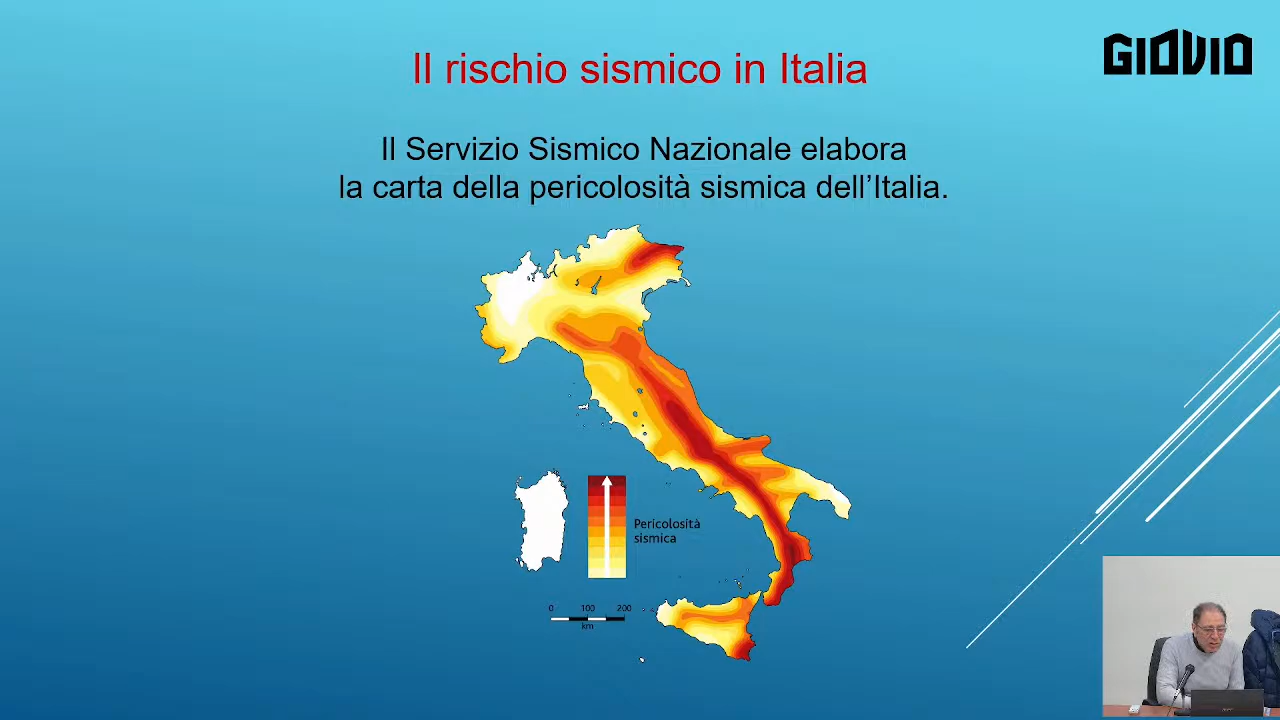 Il rischio sismico in Italia
GIOVIO
Il Servizio Sismico Nazionale elabora
la carta della pericolosità sismica dell’Italia.
Pericolosità
sismica
0 100 200
km